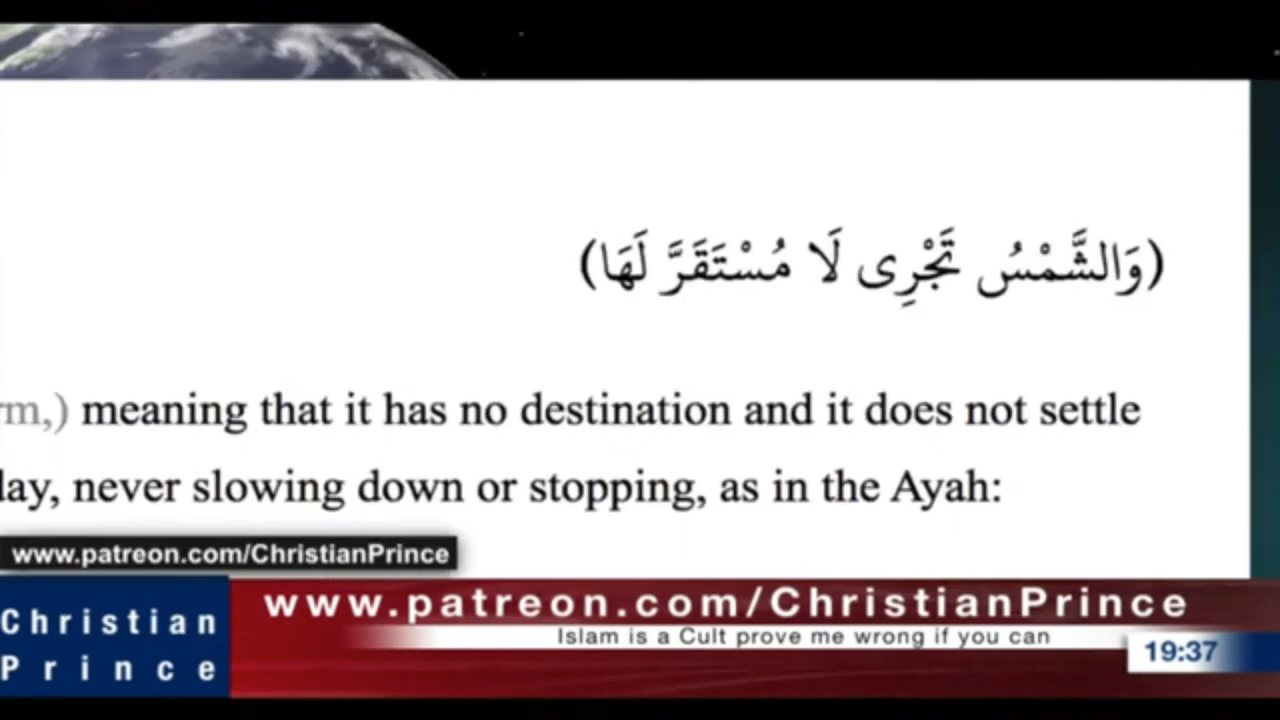 (وَالشَّمْسُ تَجْرِى لَا مُسْتَقَرَّ لَهَا)
meaning that it has no destination and it does not settle
never slowing down or stopping, as in the Ayah:
www.patreon.com/ChristianPrince
www.patreon.com/ChristianPrince
Christian
Prince
Islam is a Cult prove me wrong if you can
19:37